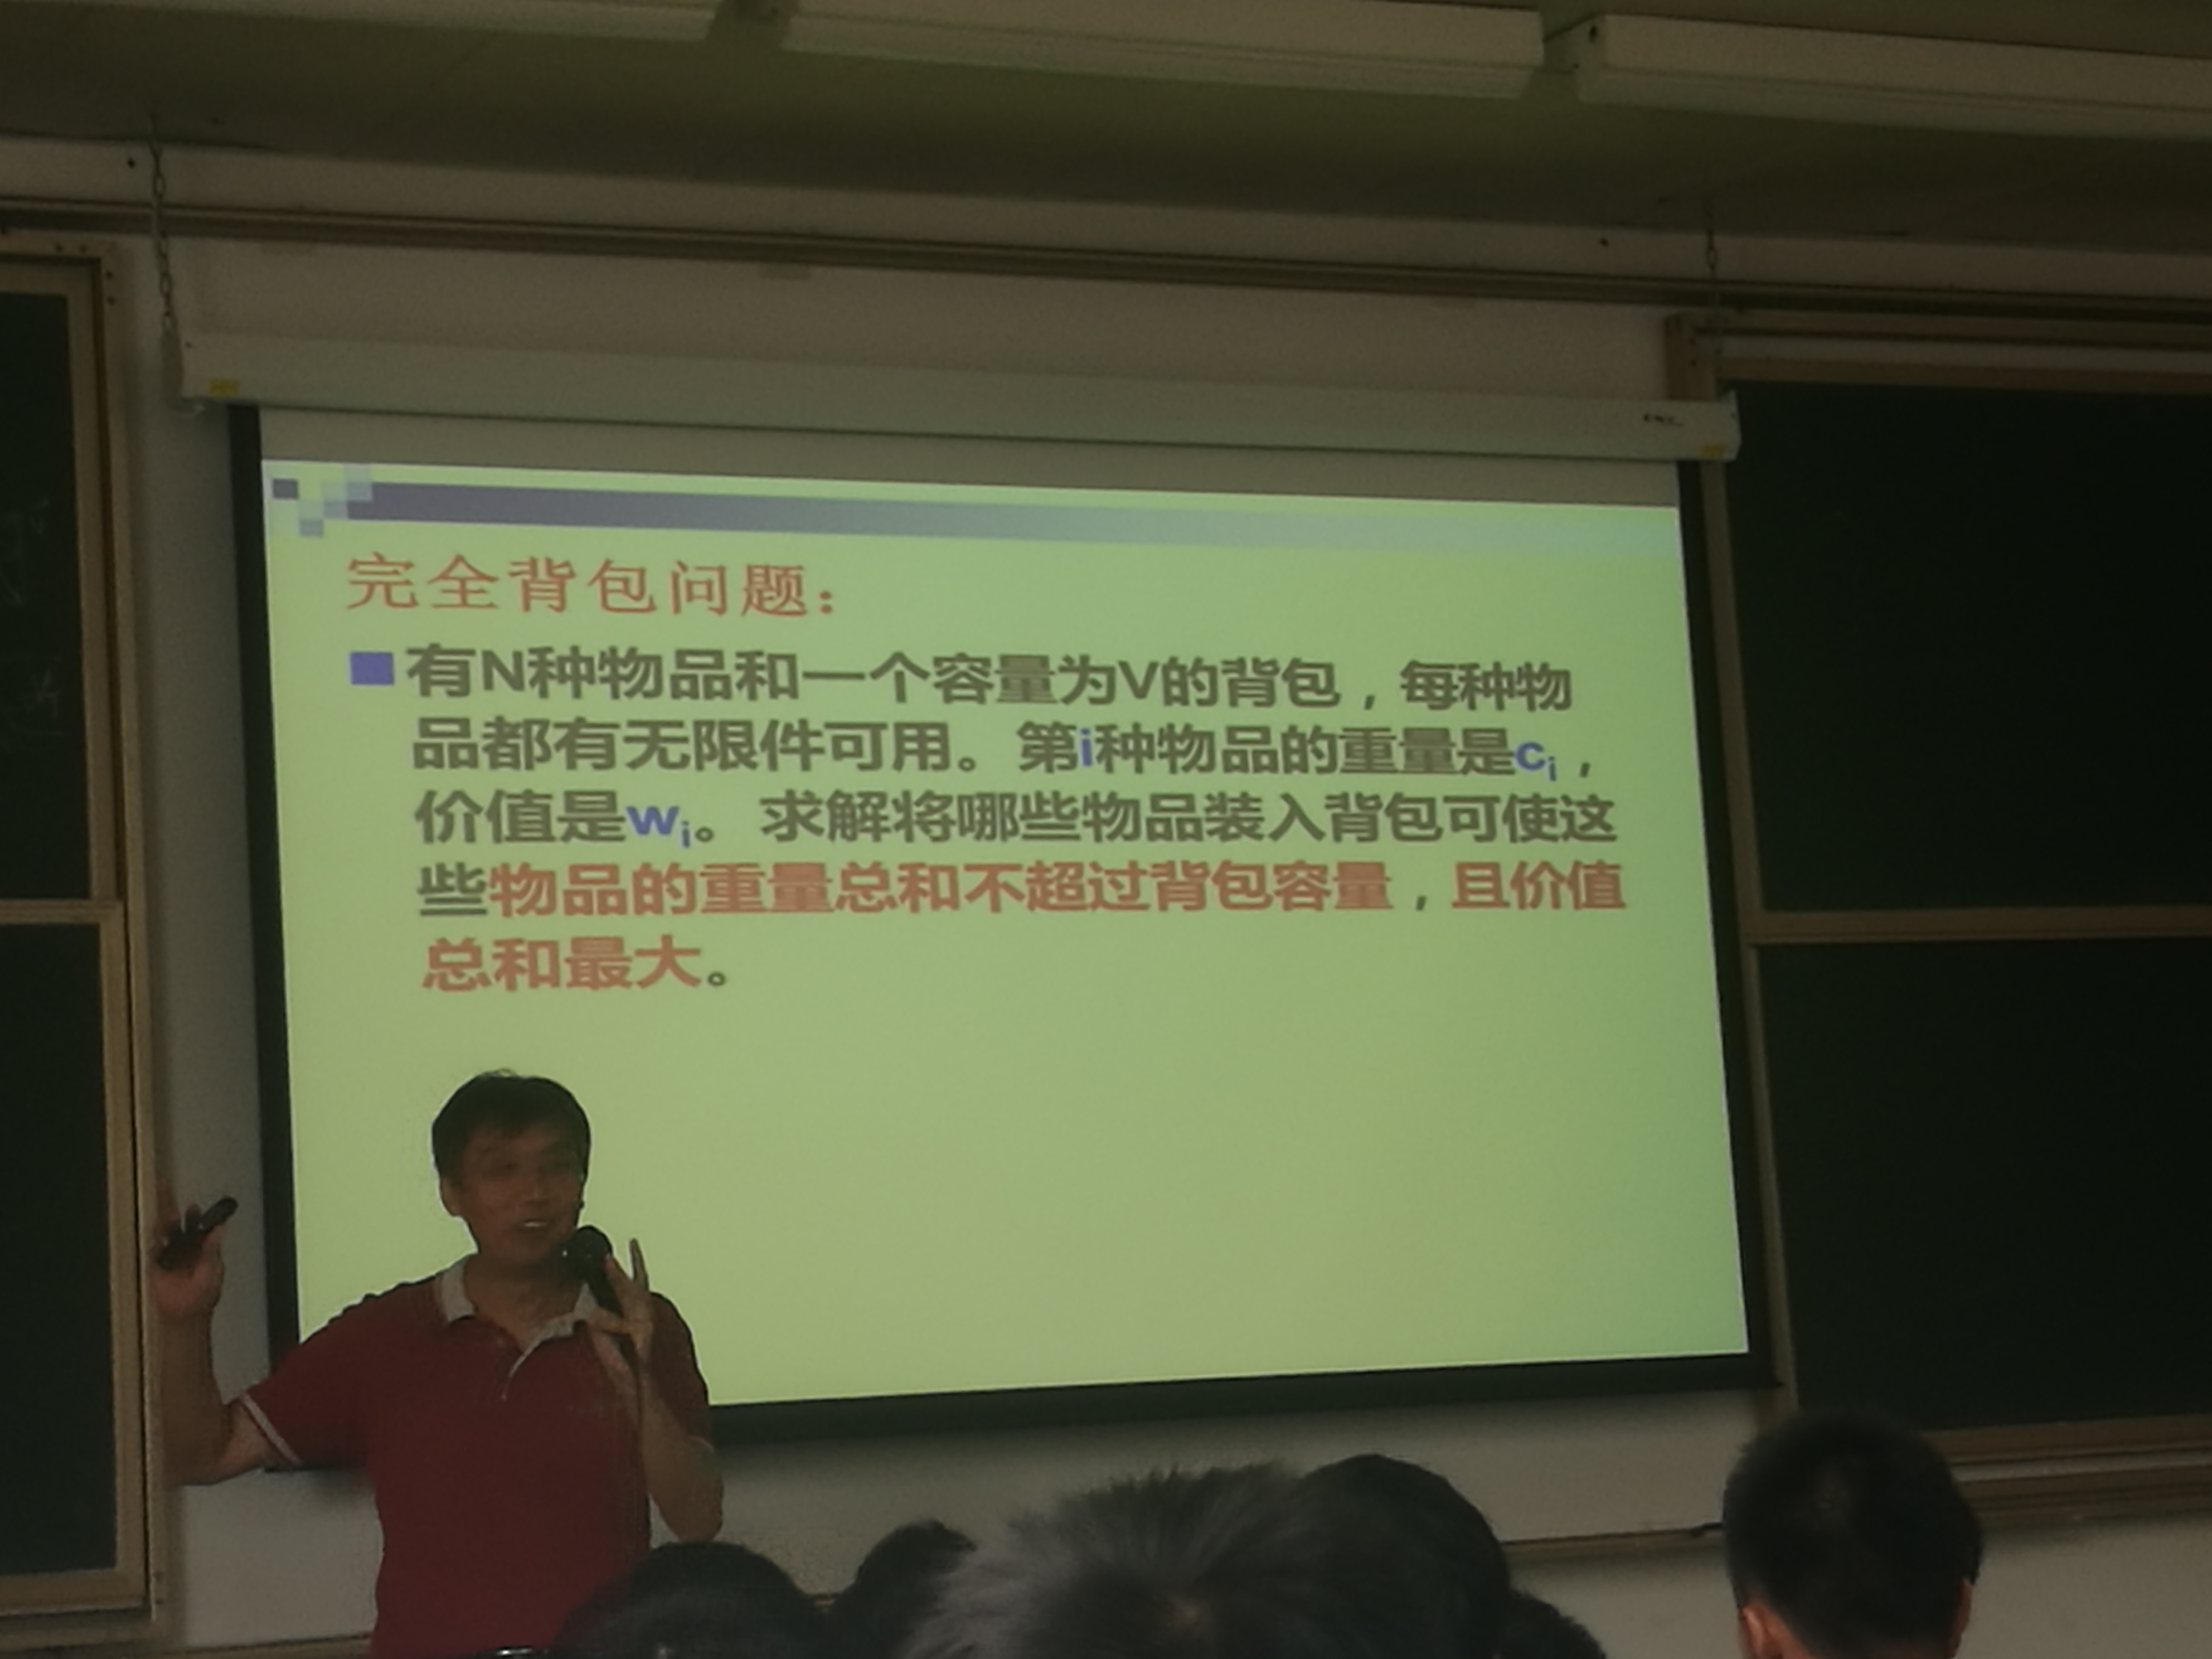 完全背包问题：
有N种物品和一个容量为V的背包，每种物
品都有无限件可用。第i种物品的重量是ci，
价值是wi。求解将哪些物品装入背包可使这
些物品的重量总和不超过背包容量，且价值
总和最大。